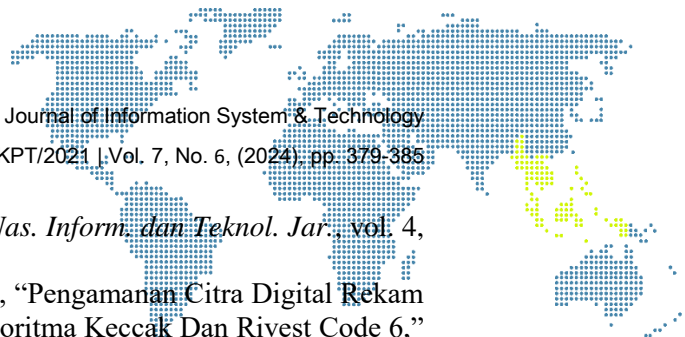 Journal of Information System & Technology
KPT/2021 | Vol. 7, No. 6, (2024), pp. 379-385
Nas. Inform. dan Teknol. Jar., vol. 4,
, “Pengamanan Citra Digital Rekam
oritma Keccak Dan Rivest Code 6,”